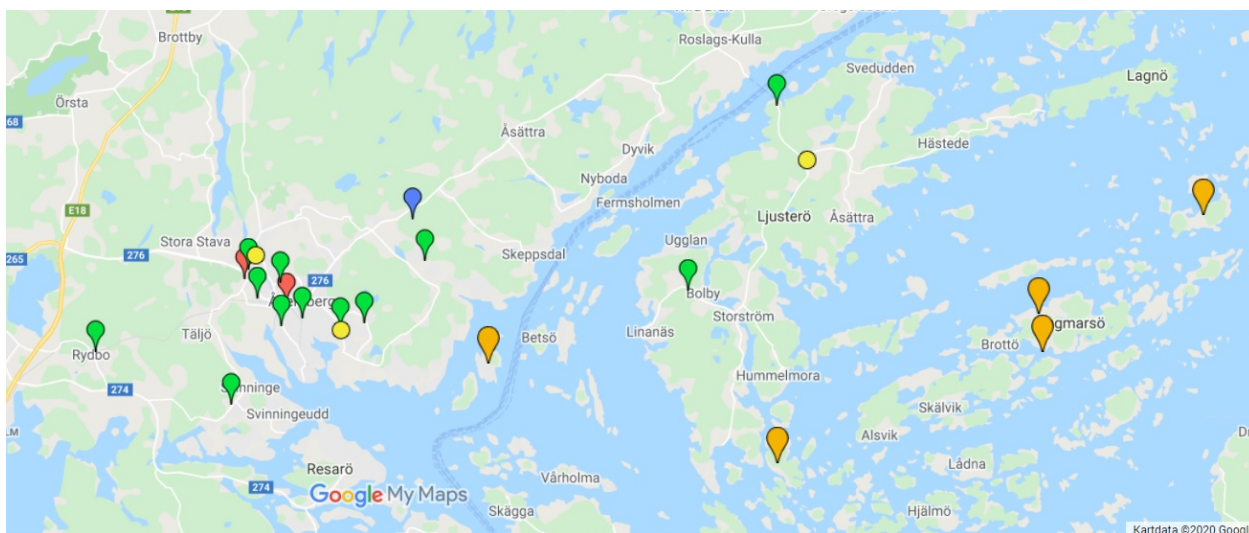 Brottby
Roslags-Kulla
Svedudden
Lagnö
Örsta
268
Åsättra
Hästede
Dyvik
Nyboda
Fermsholmen
E18
Ljusterö
Åsättra
Stora Stava
276
Ugglan
Skeppsdal
265
276
Bolby
Linanäs
Storström
Betsö
Brottö
Täljö
Rydbo
274
Hummelmora
Svinningeudd
Skälvik
Alsvik
Resarö
Vårholma
Lådna
274
Google My Maps
Skägga
Hjälmö
Kartdata ©2020 Google